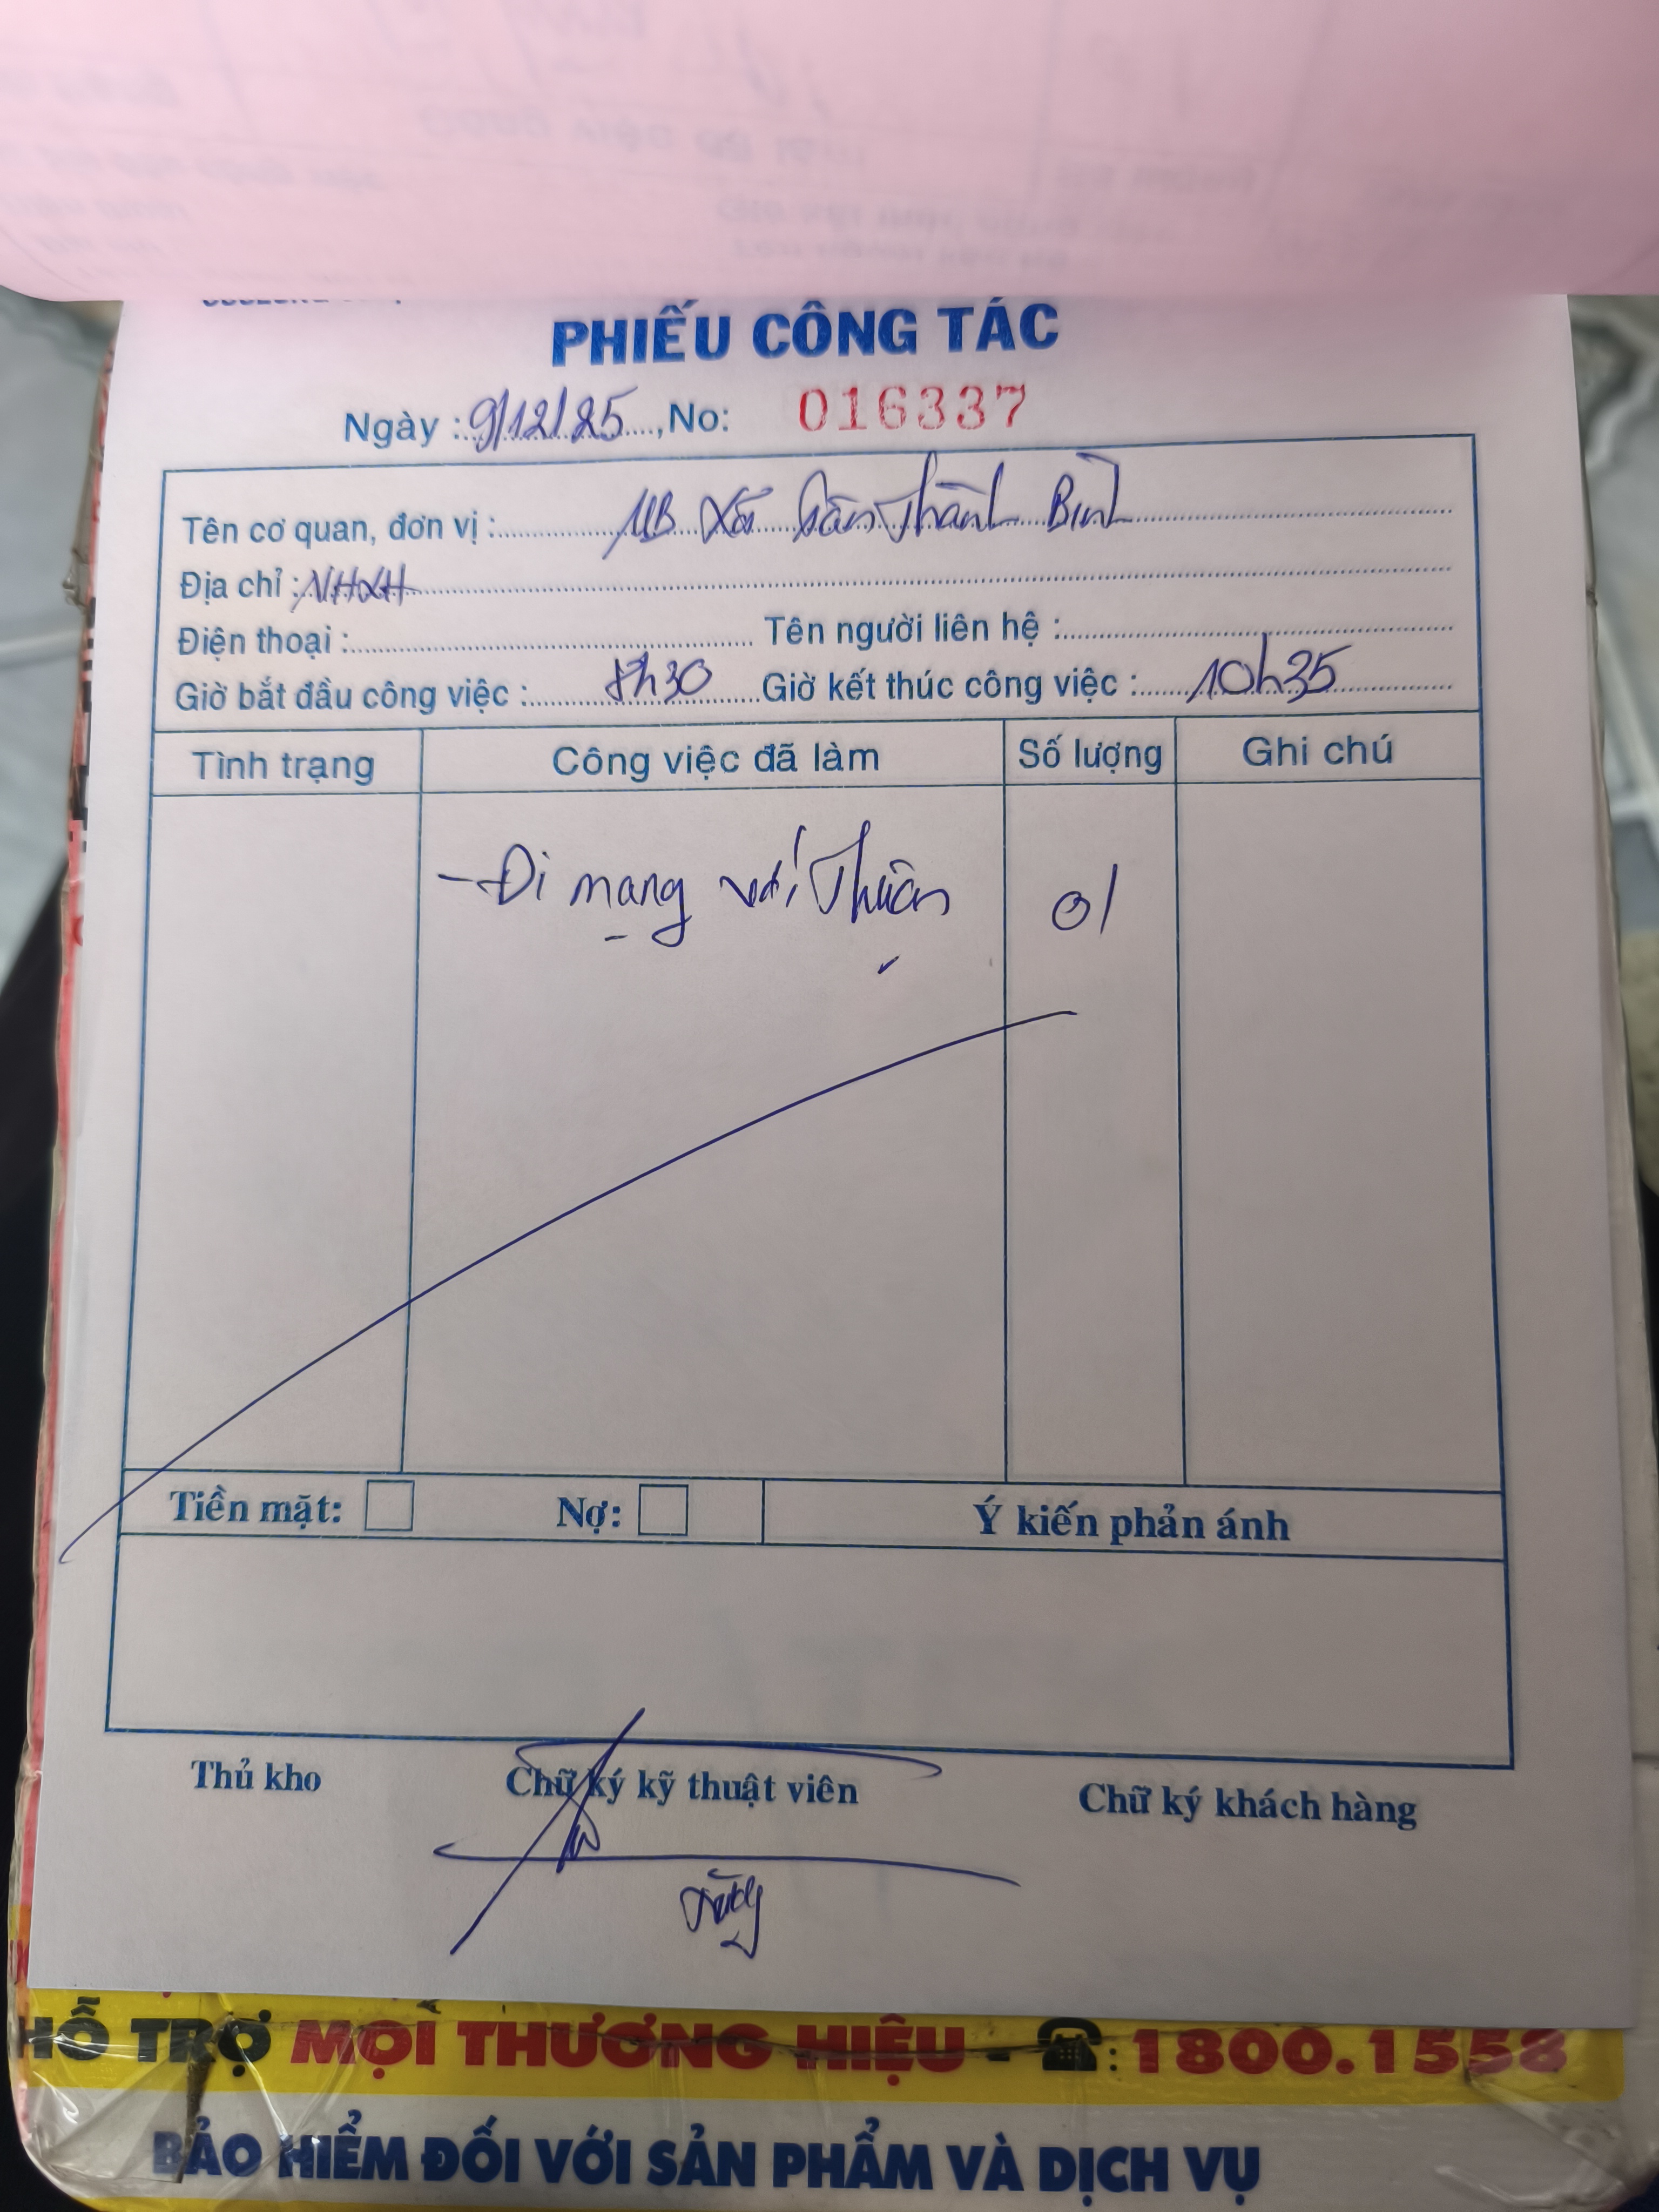 PHIẾU CÔNG TÁC
Ngày : 9/12/25, No: 016337
Tên cơ quan, đơn vị : UB Xã Tân Thành Bình
Địa chỉ : NHXH
Điện thoại : Tên người liên hệ :
Giờ bắt đầu công việc : 8h30 Giờ kết thúc công việc : 10h35
Tình trạng Công việc đã làm Số lượng Ghi chú
- Đi mạng với Thuận 01
Tiền mặt: Nợ: Ý kiến phản ánh
Thủ kho Chữ ký kỹ thuật viên Chữ ký khách hàng
HỖ TRỢ MỌI THƯƠNG HIỆU - : 1800.1558
BẢO HIỂM ĐỐI VỚI SẢN PHẨM VÀ DỊCH VỤ